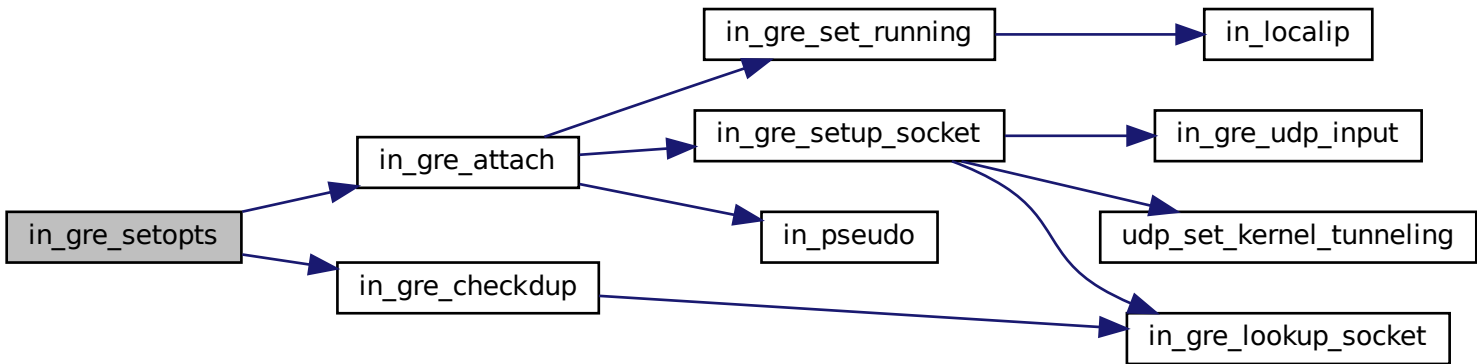 in_gre_setopts
in_gre_attach
in_gre_checkdup
in_gre_set_running
in_gre_setup_socket
in_pseudo
in_localip
in_gre_udp_input
udp_set_kernel_tunneling
in_gre_lookup_socket